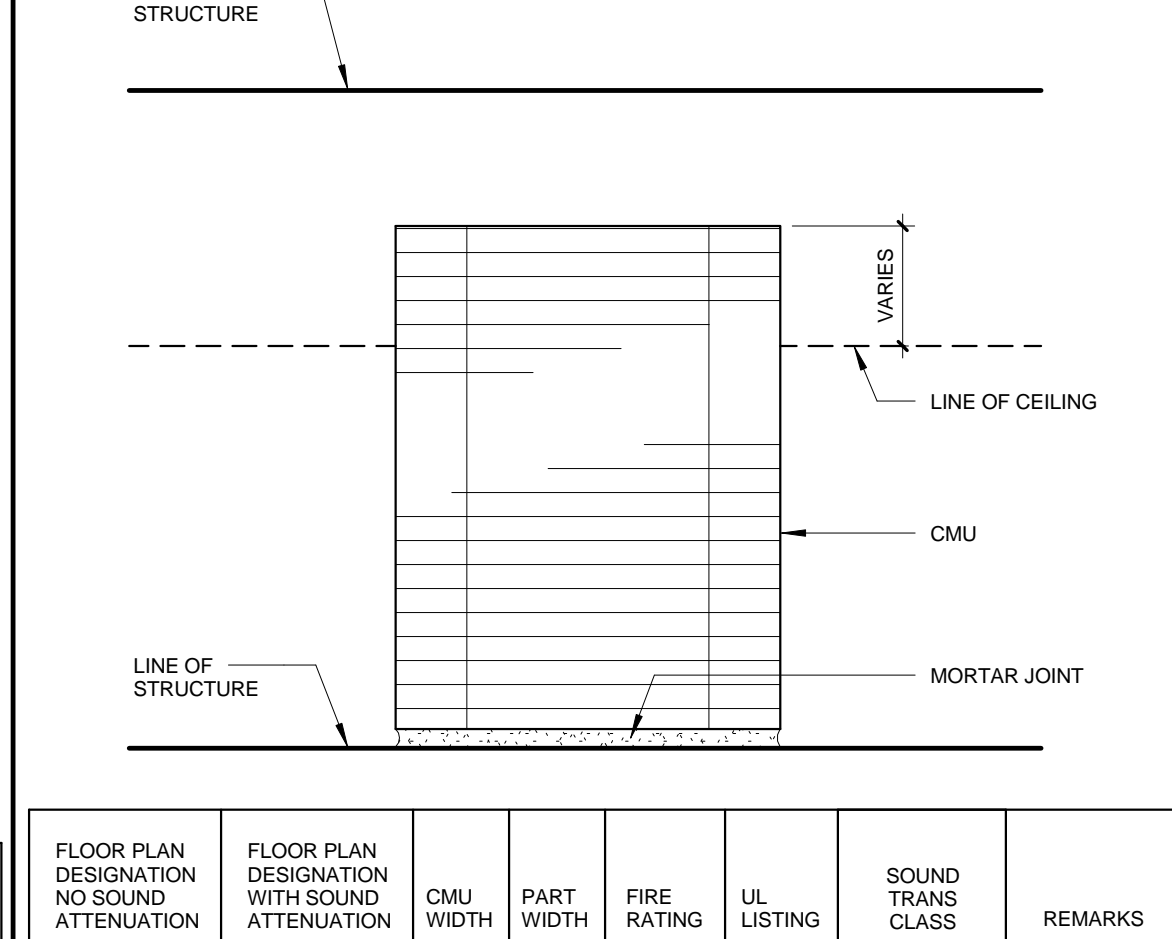 STRUCTURE
VARIES
LINE OF CEILING
CMU
LINE OF
STRUCTURE
MORTAR JOINT
FLOOR PLAN
DESIGNATION
NO SOUND
ATTENUATION
FLOOR PLAN
DESIGNATION
WITH SOUND
ATTENUATION
CMU
WIDTH
PART
WIDTH
FIRE
RATING
UL
LISTING
SOUND
TRANS
CLASS
REMARKS